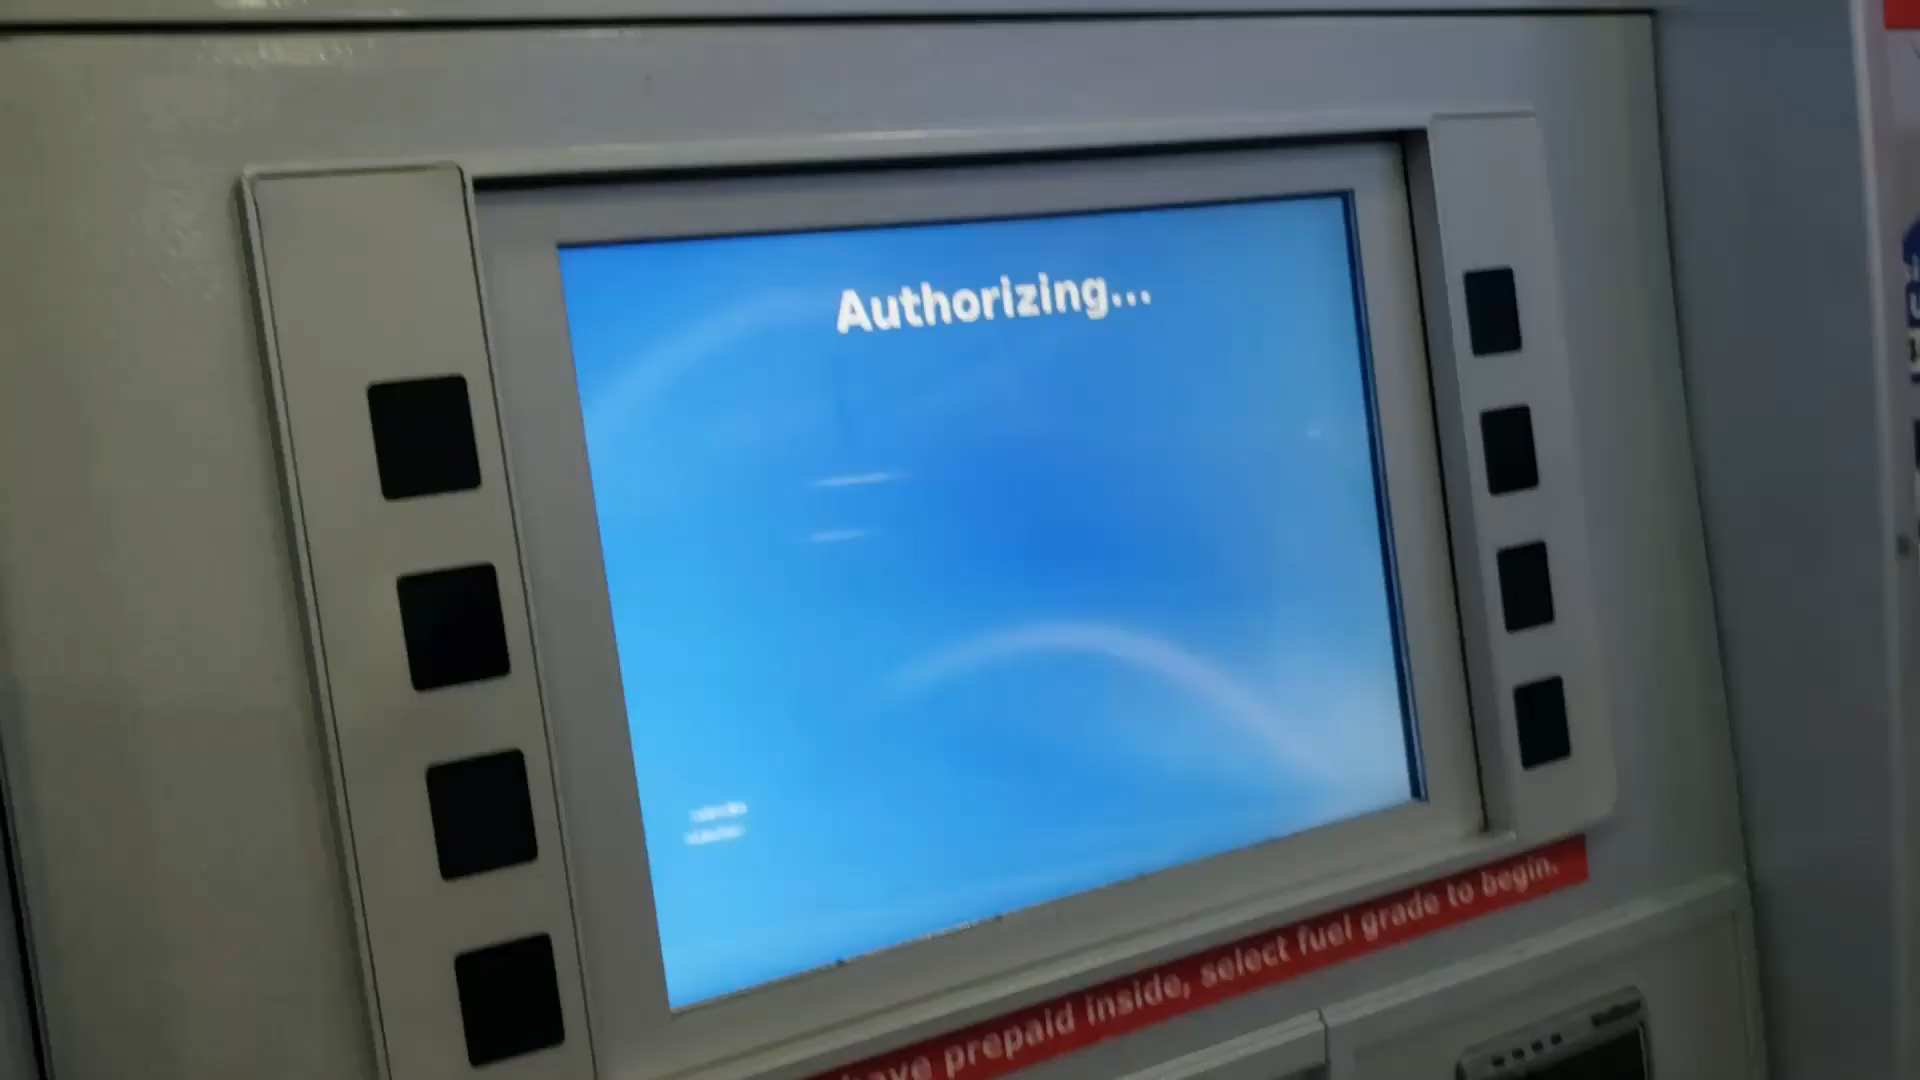 Authorizing...
have prepaid inside, select fuel grade to begin.